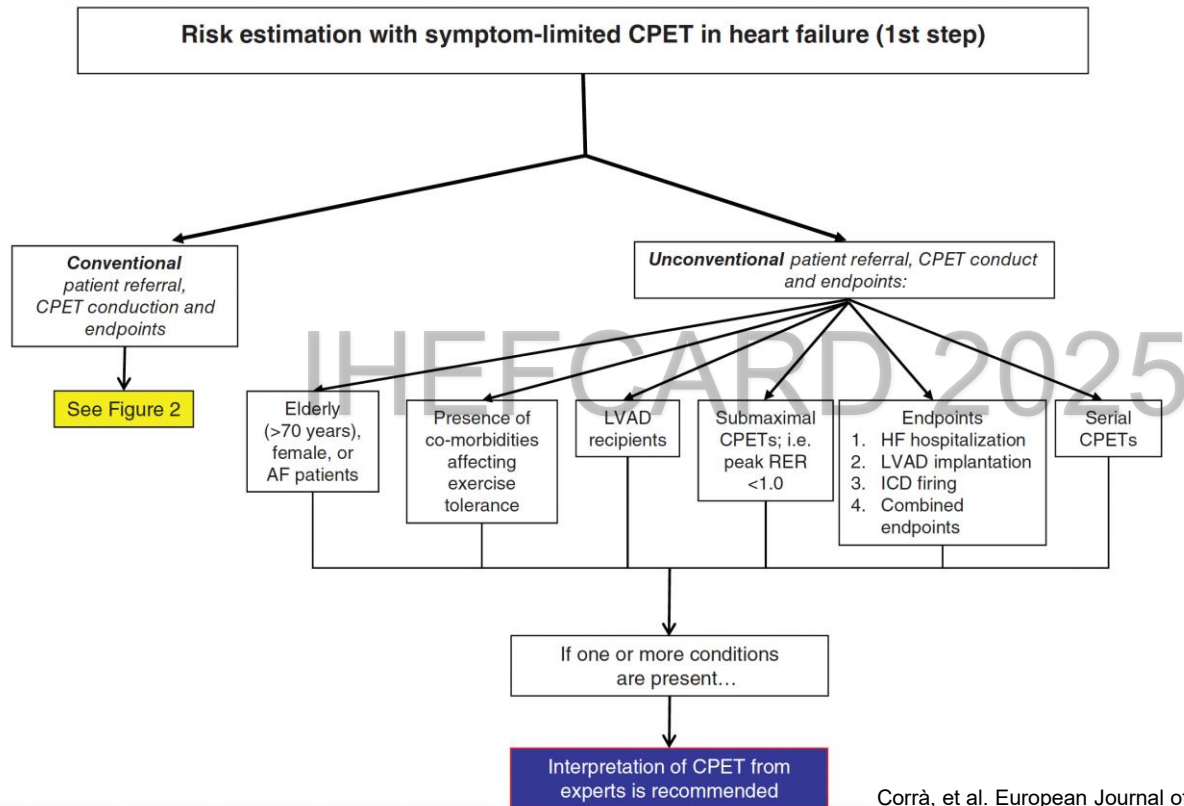 Risk estimation with symptom-limited CPET in heart failure (1st step)
Conventional
patient referral,
CPET conduction and
endpoints
See Figure 2
Unconventional patient referral, CPET conduct
and endpoints:
IHEFCARD 2025
Elderly
(>70 years),
female, or
AF patients
Presence of
co-morbidities
affecting
exercise
tolerance
LVAD
recipients
Submaximal
CPETs; i.e.
peak RER
<1.0
Endpoints
1. HF hospitalization
2. LVAD implantation
3. ICD firing
4. Combined
endpoints
Serial
CPETs
If one or more conditions
are present…
Interpretation of CPET from
experts is recommended
Corrà, et al. European Journal of